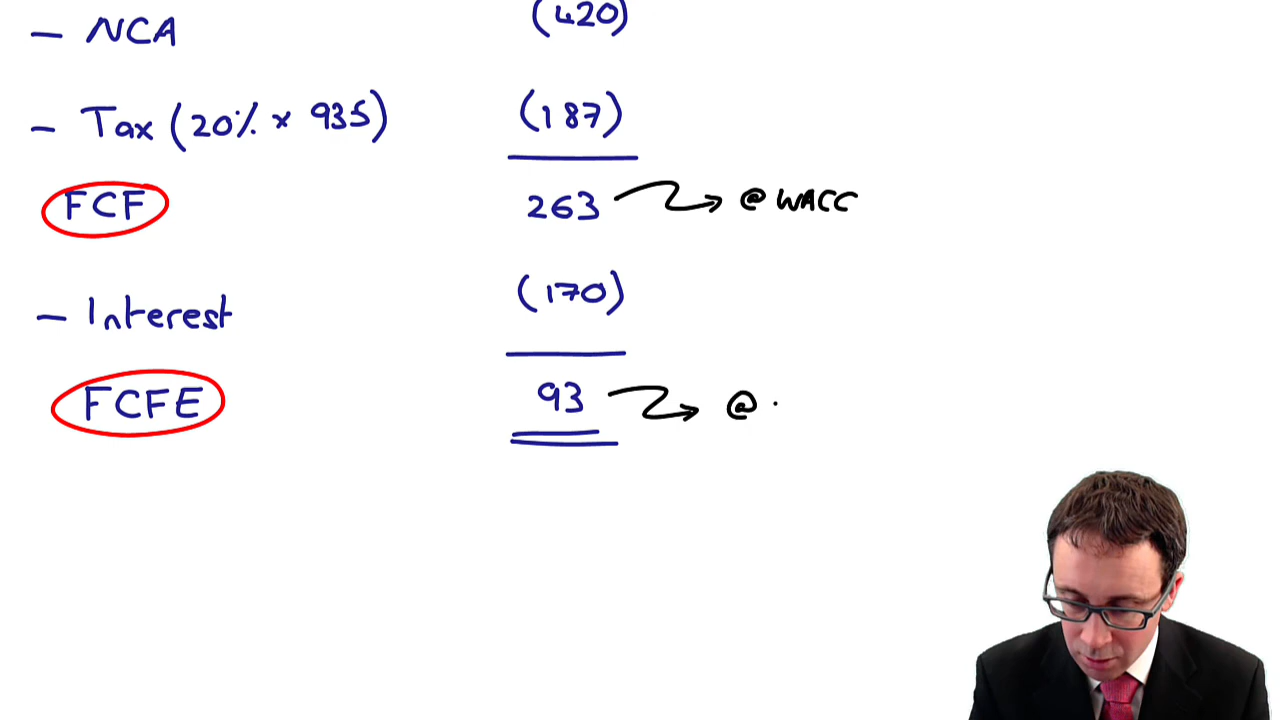 - NCA (420)
- Tax (20% × 935) (187)
FCF 263 @ WACC
- Interest (170)
FCFE 93 @